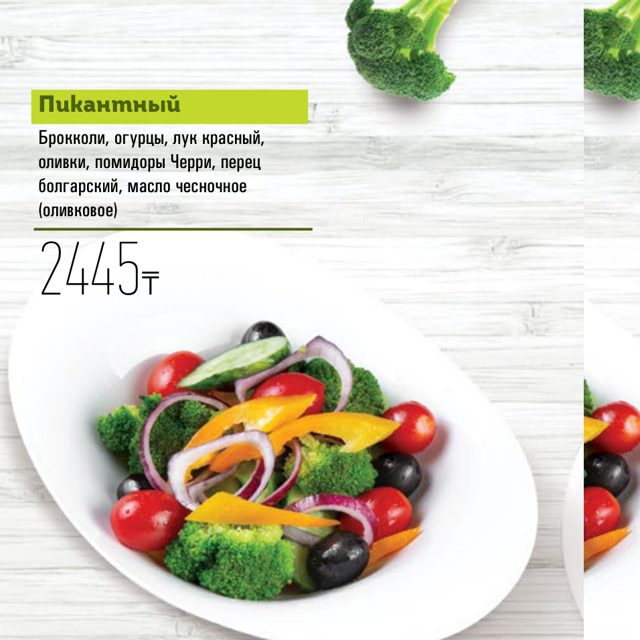 Пикантный
Брокколи, огурцы, лук красный,
оливки, помидоры Черри, перец
болгарский, масло чесночное
(оливковое)
2445₸